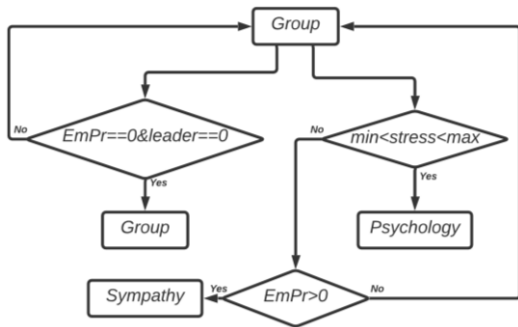 Group
No
EmPr==0&leader==0
No
min<stress<max
Yes
Yes
Group
Psychology
Sympathy
Yes
EmPr>0
No